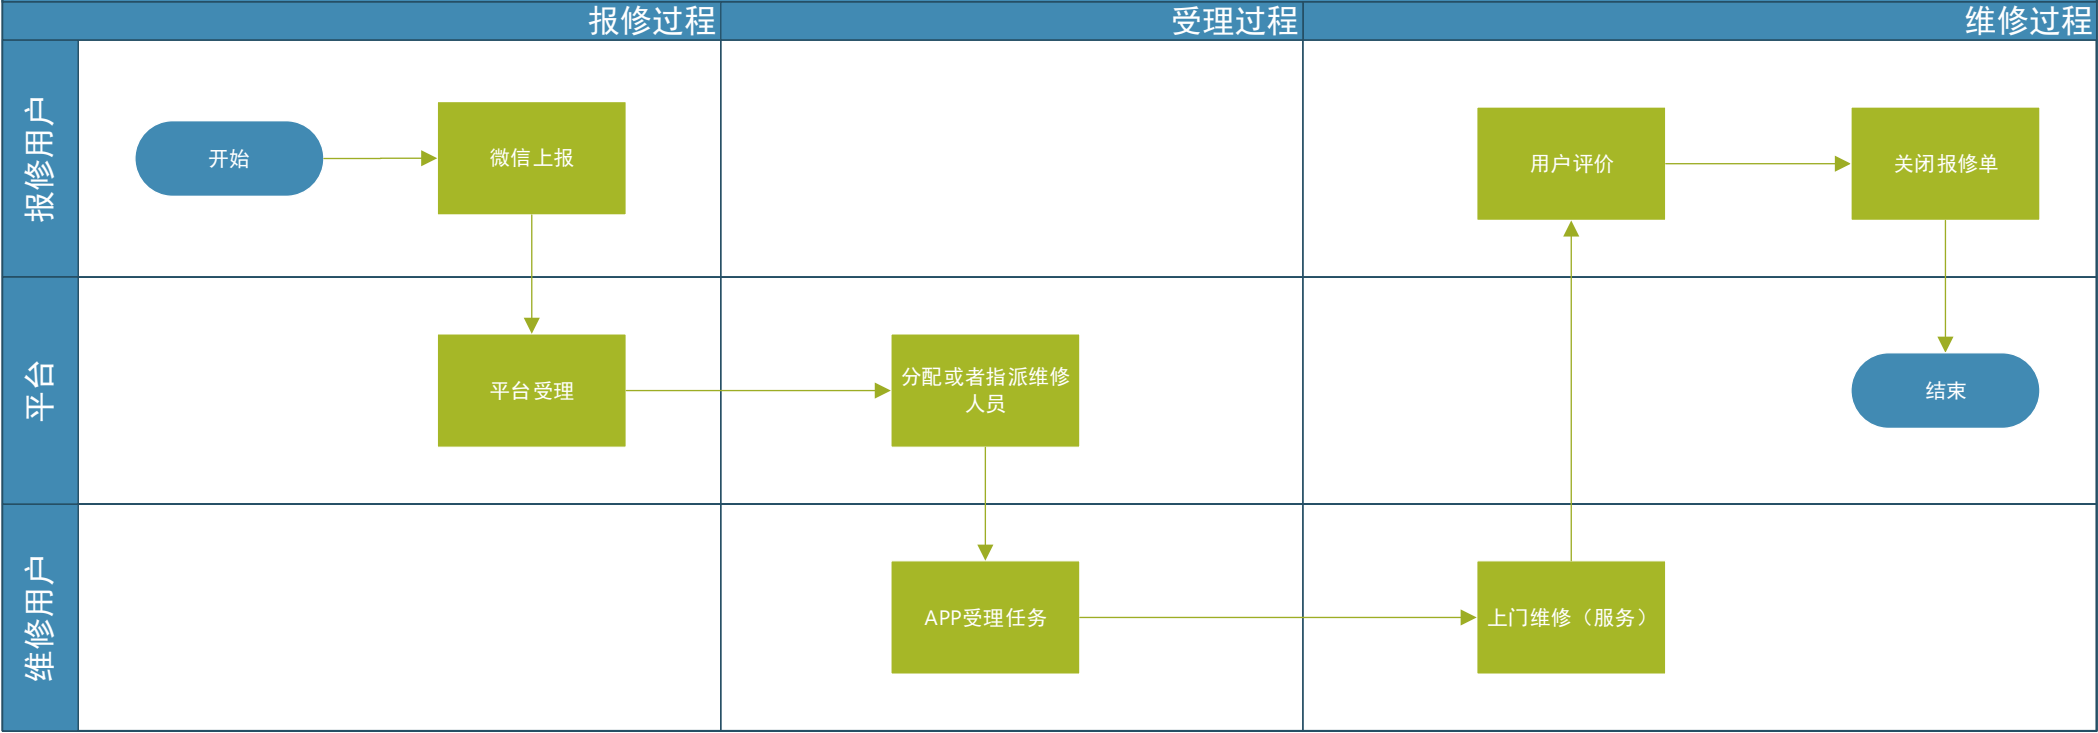 报修过程
受理过程
维修过程
报修用户
开始
微信上报
用户评价
关闭报修单
平台
平台受理
分配或者指派维修
人员
结束
维修用户
APP受理任务
上门维修（服务）